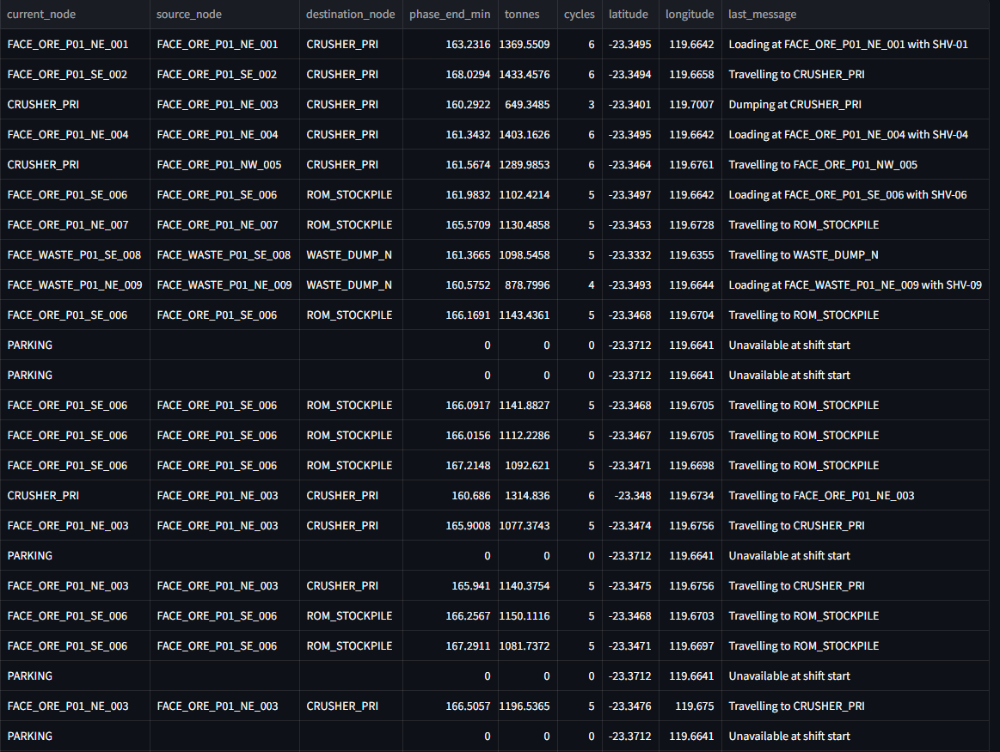 current_node source_node destination_node phase_end_min tonnes cycles latitude longitude last_message
FACE_ORE_P01_NE_001 FACE_ORE_P01_NE_001 CRUSHER_PRI 163.2316 1369.5509 6 -23.3495 119.6642 Loading at FACE_ORE_P01_NE_001 with SHV-01
FACE_ORE_P01_SE_002 FACE_ORE_P01_SE_002 CRUSHER_PRI 168.0294 1433.4576 6 -23.3494 119.6658 Travelling to CRUSHER_PRI
CRUSHER_PRI FACE_ORE_P01_NE_003 CRUSHER_PRI 160.2922 649.3485 3 -23.3401 119.7007 Dumping at CRUSHER_PRI
FACE_ORE_P01_NE_004 FACE_ORE_P01_NE_004 CRUSHER_PRI 161.3432 1403.1626 6 -23.3495 119.6642 Loading at FACE_ORE_P01_NE_004 with SHV-04
CRUSHER_PRI FACE_ORE_P01_NW_005 CRUSHER_PRI 161.5674 1289.9853 6 -23.3464 119.6761 Travelling to FACE_ORE_P01_NW_005
FACE_ORE_P01_SE_006 FACE_ORE_P01_SE_006 ROM_STOCKPILE 161.9832 1102.4214 5 -23.3497 119.6642 Loading at FACE_ORE_P01_SE_006 with SHV-06
FACE_ORE_P01_NE_007 FACE_ORE_P01_NE_007 ROM_STOCKPILE 165.5709 1130.4858 5 -23.3453 119.6728 Travelling to ROM_STOCKPILE
FACE_WASTE_P01_SE_008 FACE_WASTE_P01_SE_008 WASTE_DUMP_N 161.3665 1098.5458 5 -23.3332 119.6355 Travelling to WASTE_DUMP_N
FACE_WASTE_P01_NE_009 FACE_WASTE_P01_NE_009 WASTE_DUMP_N 160.5752 878.7996 4 -23.3493 119.6644 Loading at FACE_WASTE_P01_NE_009 with SHV-09
FACE_ORE_P01_SE_006 FACE_ORE_P01_SE_006 ROM_STOCKPILE 166.1691 1143.4361 5 -23.3468 119.6704 Travelling to ROM_STOCKPILE
PARKING 0 0 0 -23.3712 119.6641 Unavailable at shift start
PARKING 0 0 0 -23.3712 119.6641 Unavailable at shift start
FACE_ORE_P01_SE_006 FACE_ORE_P01_SE_006 ROM_STOCKPILE 166.0917 1141.8827 5 -23.3468 119.6705 Travelling to ROM_STOCKPILE
FACE_ORE_P01_SE_006 FACE_ORE_P01_SE_006 ROM_STOCKPILE 166.0156 1112.2286 5 -23.3467 119.6705 Travelling to ROM_STOCKPILE
FACE_ORE_P01_SE_006 FACE_ORE_P01_SE_006 ROM_STOCKPILE 167.2148 1092.621 5 -23.3471 119.6698 Travelling to ROM_STOCKPILE
CRUSHER_PRI FACE_ORE_P01_NE_003 CRUSHER_PRI 160.686 1314.836 6 -23.348 119.6734 Travelling to FACE_ORE_P01_NE_003
FACE_ORE_P01_NE_003 FACE_ORE_P01_NE_003 CRUSHER_PRI 165.9008 1077.3743 5 -23.3474 119.6756 Travelling to CRUSHER_PRI
PARKING 0 0 0 -23.3712 119.6641 Unavailable at shift start
FACE_ORE_P01_NE_003 FACE_ORE_P01_NE_003 CRUSHER_PRI 165.941 1140.3754 5 -23.3475 119.6756 Travelling to CRUSHER_PRI
FACE_ORE_P01_SE_006 FACE_ORE_P01_SE_006 ROM_STOCKPILE 166.2567 1150.1116 5 -23.3468 119.6703 Travelling to ROM_STOCKPILE
FACE_ORE_P01_SE_006 FACE_ORE_P01_SE_006 ROM_STOCKPILE 167.2911 1081.7372 5 -23.3471 119.6697 Travelling to ROM_STOCKPILE
PARKING 0 0 0 -23.3712 119.6641 Unavailable at shift start
FACE_ORE_P01_NE_003 FACE_ORE_P01_NE_003 CRUSHER_PRI 166.5057 1196.5365 5 -23.3476 119.675 Travelling to CRUSHER_PRI
PARKING 0 0 0 -23.3712 119.6641 Unavailable at shift start